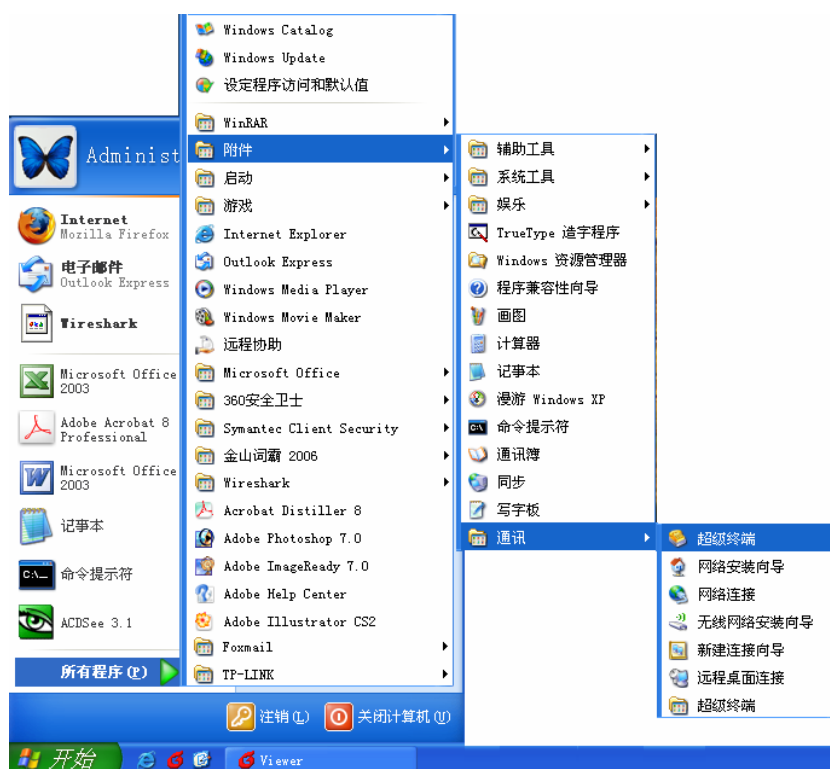 Administ
Internet
Mozilla Firefox
电子邮件
Outlook Express
Wireshark
Microsoft Office
2003
Adobe Acrobat 8
Professional
Microsoft Office
2003
记事本
命令提示符
ACDSee 3.1
所有程序(P)
Windows Catalog
Windows Update
设定程序访问和默认值
WinRAR
附件
启动
游戏
Internet Explorer
Outlook Express
Windows Media Player
Windows Movie Maker
远程协助
Microsoft Office
360安全卫士
Symantec Client Security
金山词霸 2006
Wireshark
Acrobat Distiller 8
Adobe Photoshop 7.0
Adobe ImageReady 7.0
Adobe Help Center
Adobe Illustrator CS2
Foxmail
TP-LINK
辅助工具
系统工具
娱乐
TrueType 造字程序
Windows 资源管理器
程序兼容性向导
画图
计算器
记事本
漫游 Windows XP
命令提示符
通讯簿
同步
写字板
通讯
超级终端
网络安装向导
网络连接
无线网络安装向导
新建连接向导
远程桌面连接
超级终端
注销(L)
关闭计算机(U)
开始
Viewer